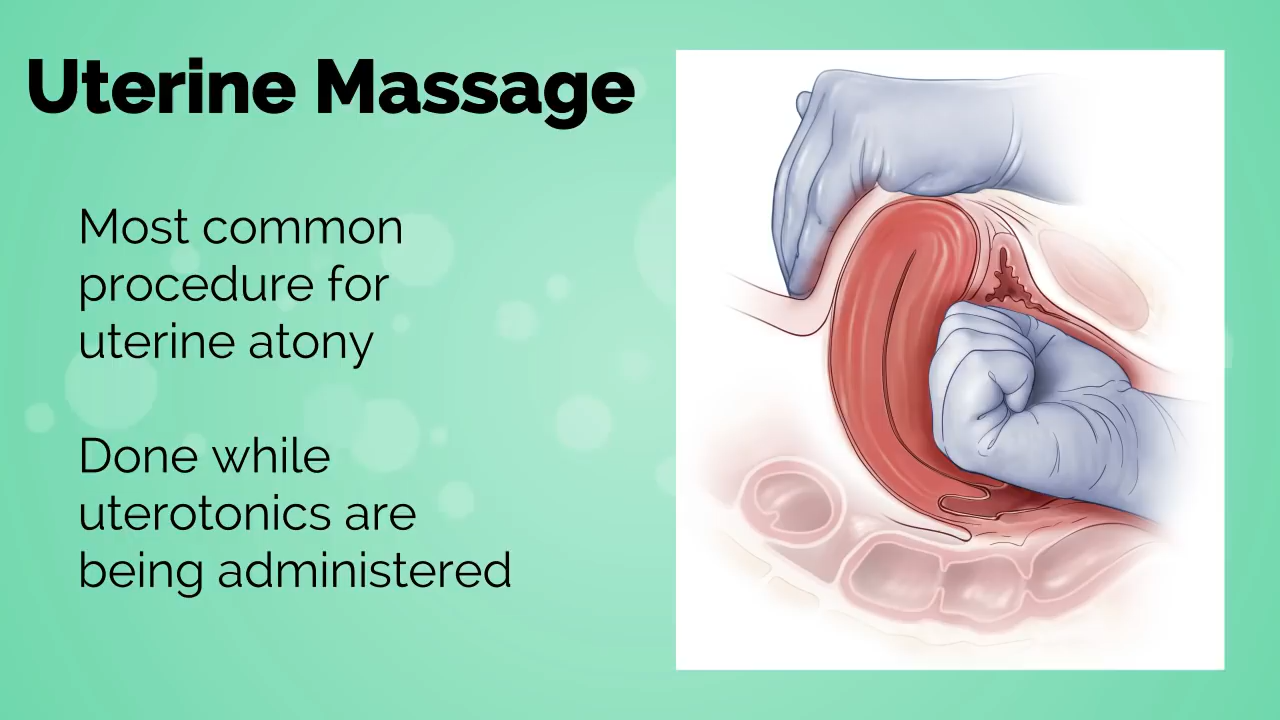 Uterine Massage
Most common
procedure for
uterine atony
Done while
uterotonics are
being administered